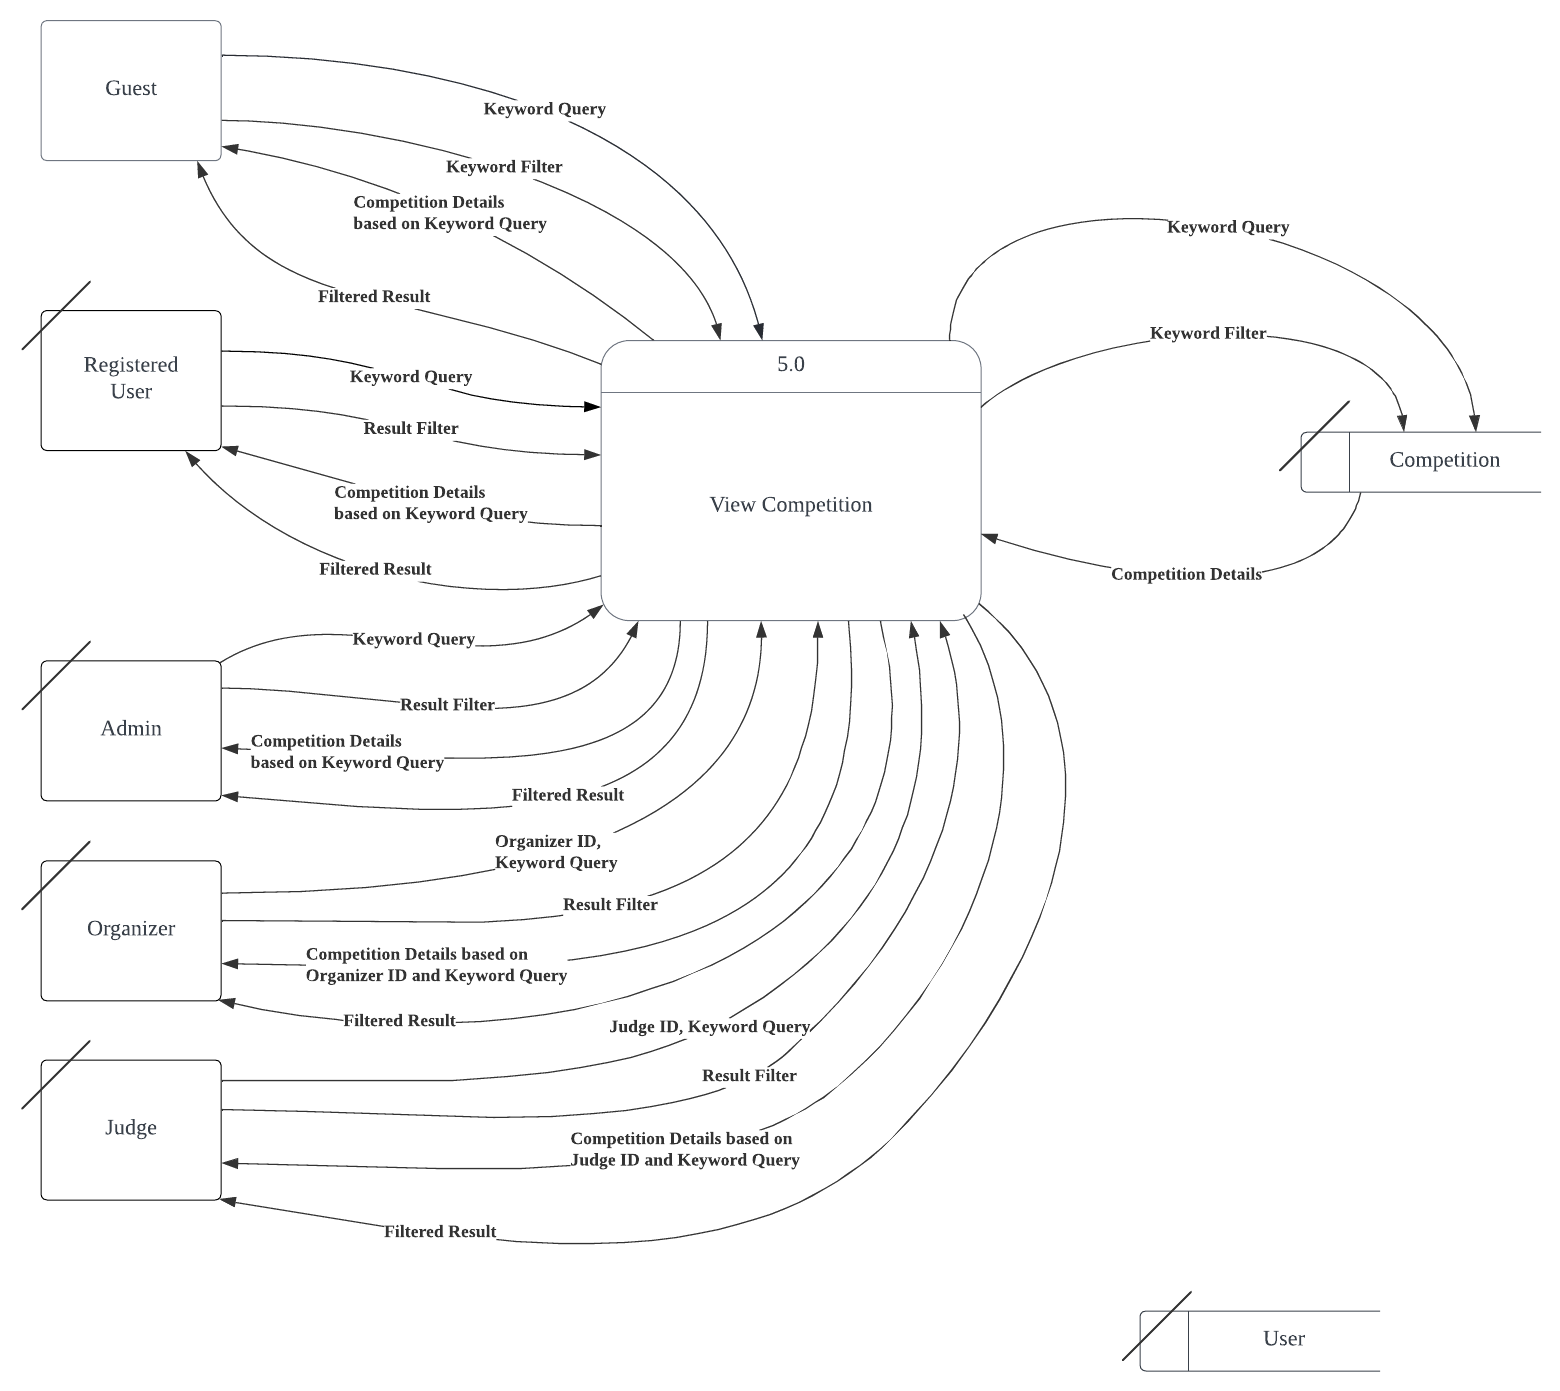 Guest
Keyword Query
Keyword Filter
Competition Details
based on Keyword Query
Filtered Result
Keyword Query
Keyword Filter
Competition
Competition Details
5.0
View Competition
Registered
User
Keyword Query
Result Filter
Competition Details
based on Keyword Query
Filtered Result
Admin
Keyword Query
Result Filter
Competition Details
based on Keyword Query
Filtered Result
Organizer
Organizer ID,
Keyword Query
Result Filter
Competition Details based on
Organizer ID and Keyword Query
Filtered Result
Judge
Judge ID, Keyword Query
Result Filter
Competition Details based on
Judge ID and Keyword Query
Filtered Result
User